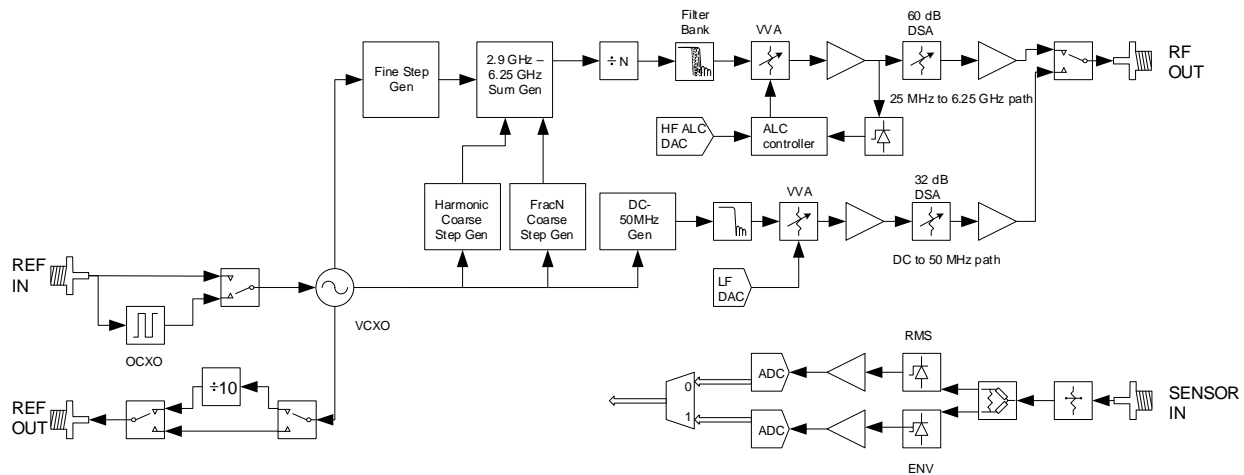 Filter
Bank
VVA
60 dB
DSA
RF
OUT
Fine Step
Gen
2.9 GHz –
6.25 GHz
Sum Gen
÷ N
25 MHz to 6.25 GHz path
HF ALC
DAC
ALC
controller
VVA
32 dB
DSA
Harmonic
Coarse
Step Gen
FracN
Coarse
Step Gen
DC-
50MHz
Gen
DC to 50 MHz path
REF
IN
LF
DAC
VCXO
OCXO
RMS
÷10
ADC
0
1
REF
OUT
SENSOR
IN
ADC
ENV